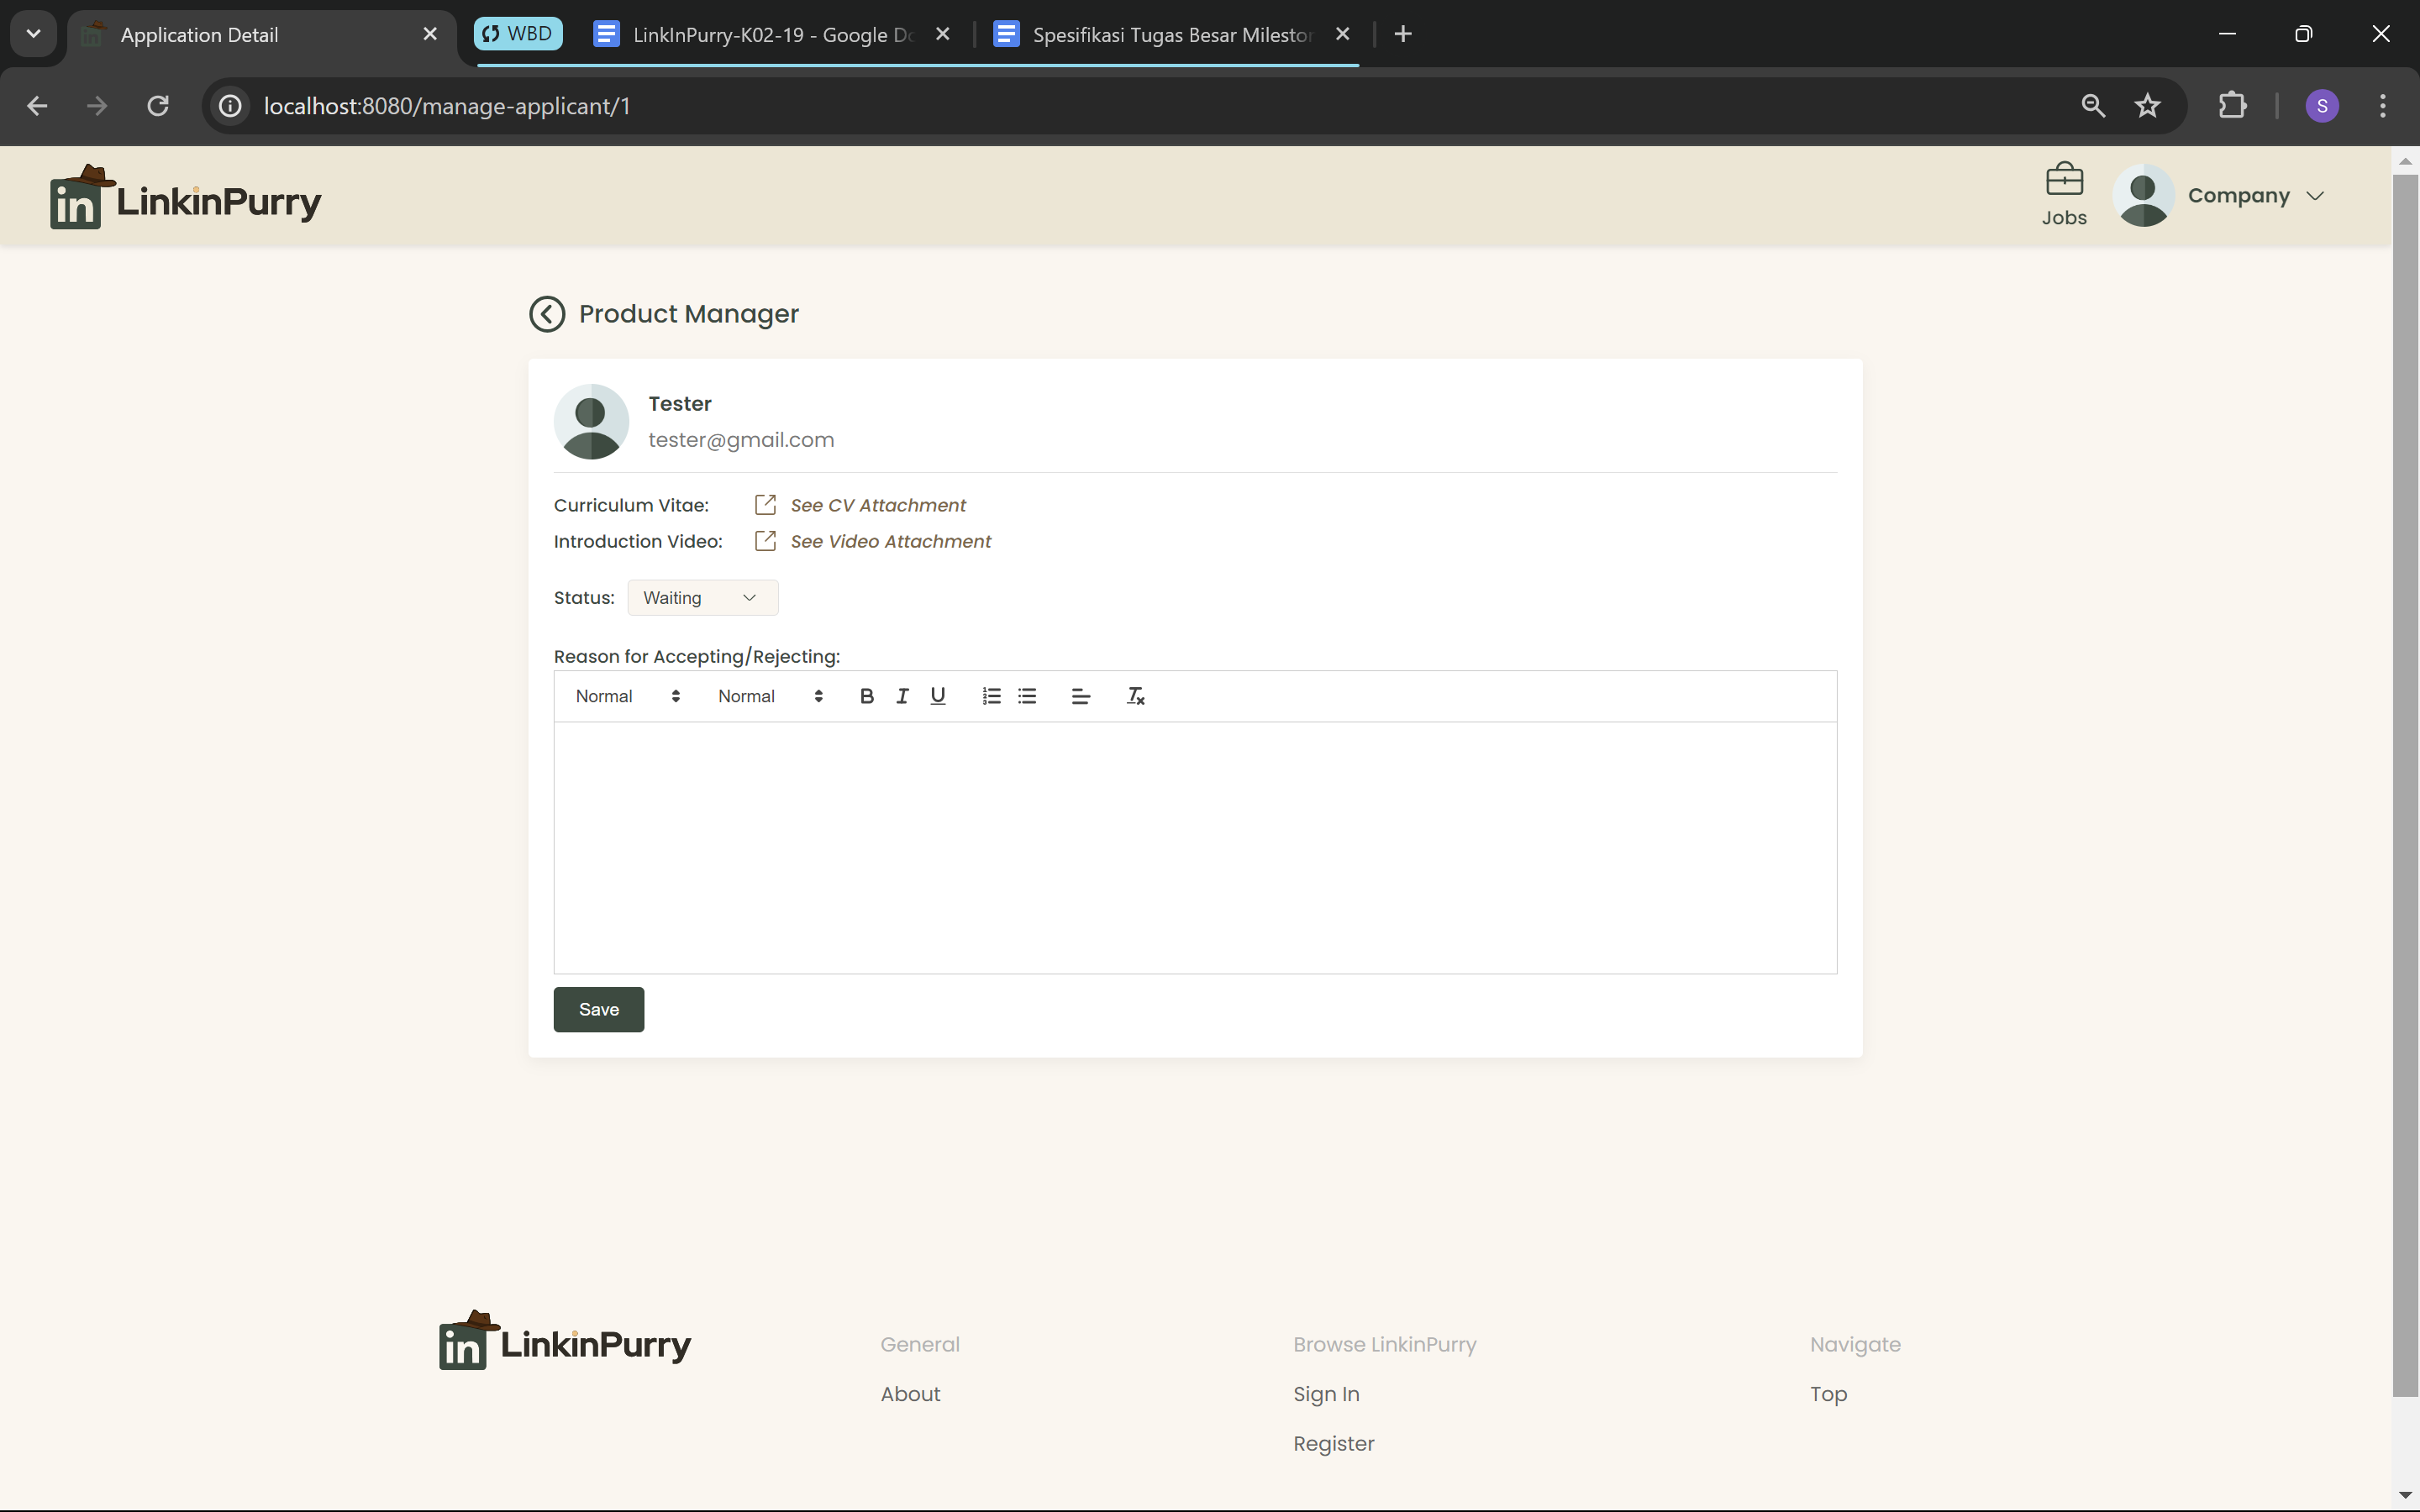 Application Detail
WBD
LinkInPurry-K02-19 - Google Do
Spesifikasi Tugas Besar Milestor
localhost:8080/manage-applicant/1
S
in LinkinPurry
Jobs
Company
Product Manager
Tester
tester@gmail.com
Curriculum Vitae: See CV Attachment
Introduction Video: See Video Attachment
Status: Waiting
Reason for Accepting/Rejecting:
Normal Normal B I U
Save
in LinkinPurry
General
About
Browse LinkinPurry
Sign In
Register
Navigate
Top